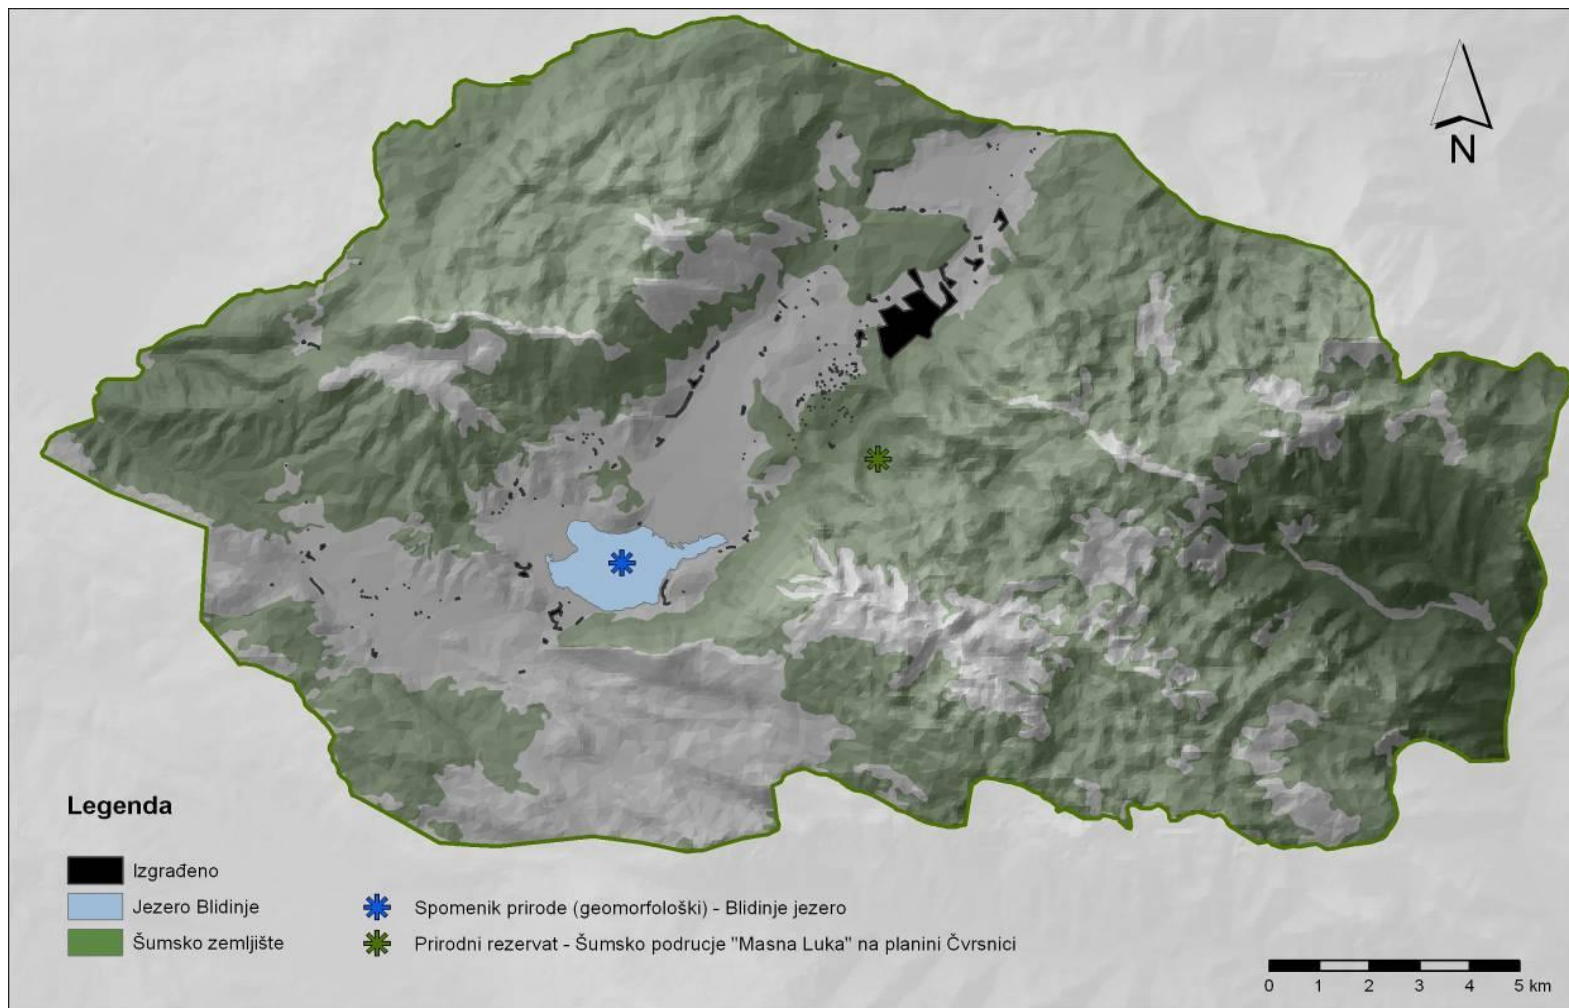 N
Legenda
Izgrađeno
Jezero Blidinje
Šumsko zemljište
Spomenik prirode (geomorfološki) - Blidinje jezero
Prirodni rezervat - Šumsko podrucje "Masna Luka" na planini Čvrsnici
0 1 2 3 4 5 km